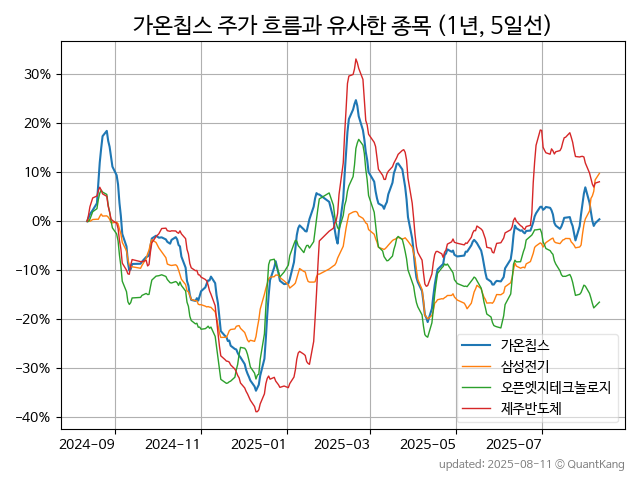 가온칩스 주가 흐름과 유사한 종목 (1년, 5일선)
30%
20%
10%
0%
−10%
−20%
−30%
−40%
가온칩스
삼성전기
오픈엣지테크놀로지
제주반도체
2024-09 2024-11 2025-01 2025-03 2025-05 2025-07
updated: 2025-08-11 © QuantKang